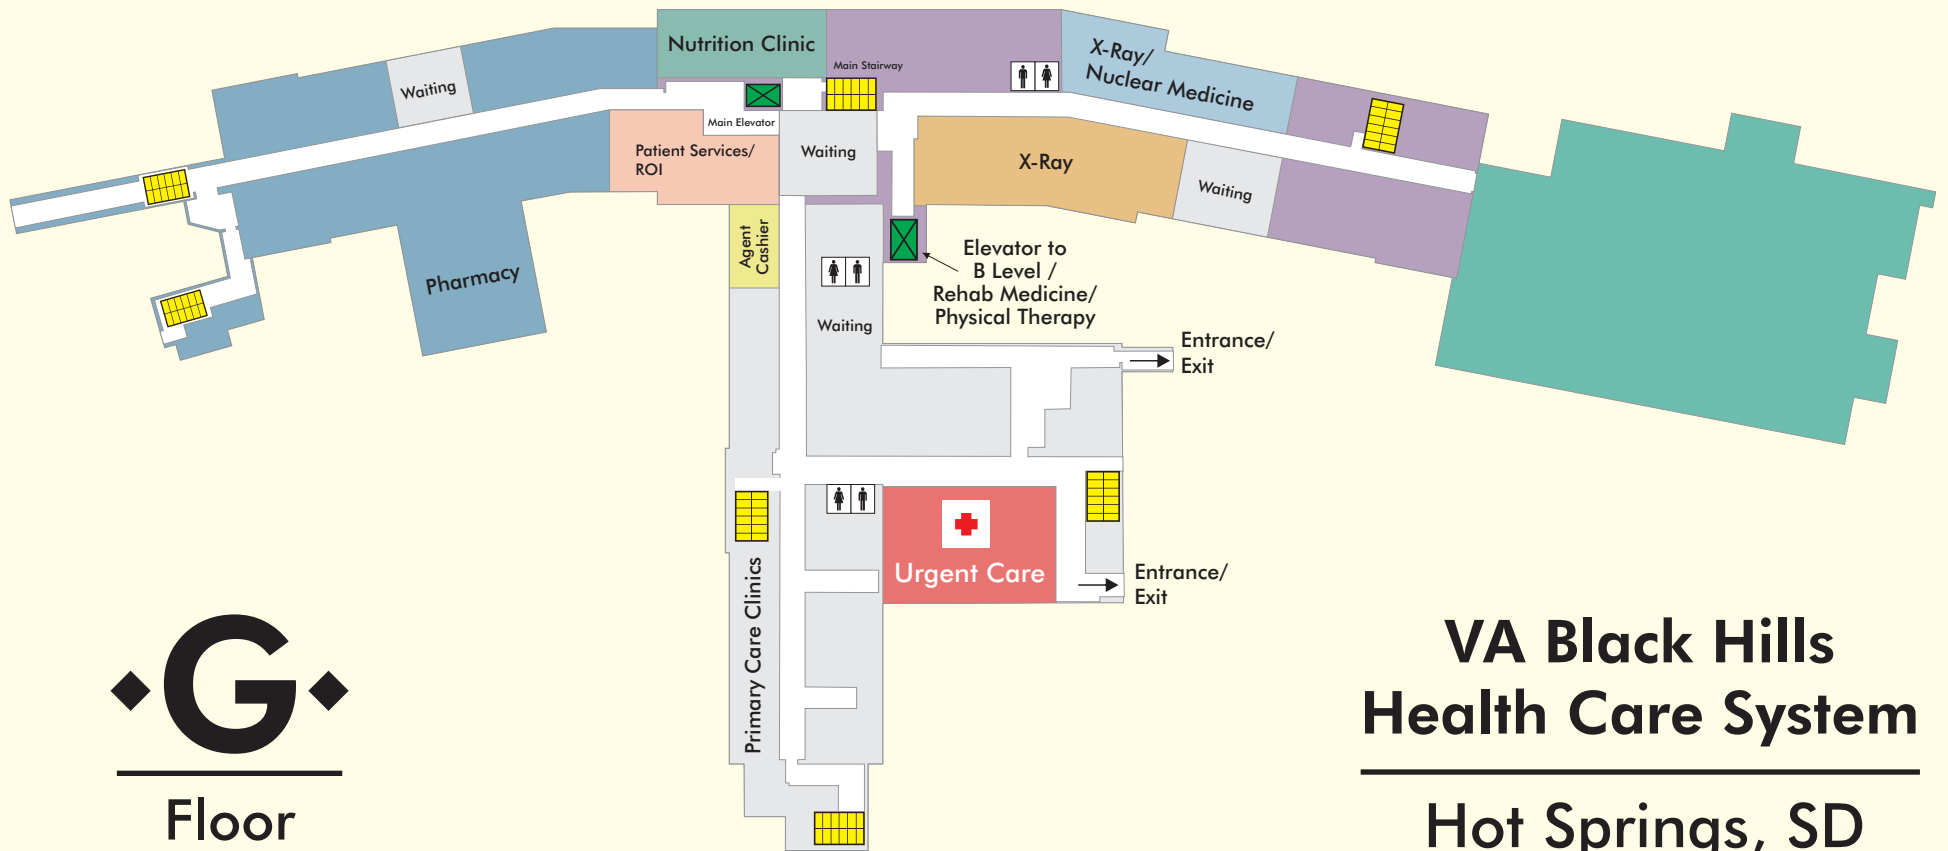 Nutrition Clinic
Main Stairway
X-Ray/
Nuclear Medicine
Waiting
Main Elevator
Patient Services/
ROI
Waiting
X-Ray
Waiting
Agent
Cashier
Elevator to
B Level /
Rehab Medicine/
Physical Therapy
Pharmacy
Waiting
Entrance/
Exit
Urgent Care
Entrance/
Exit
Primary Care Clinics
G
Floor
VA Black Hills
Health Care System
Hot Springs, SD